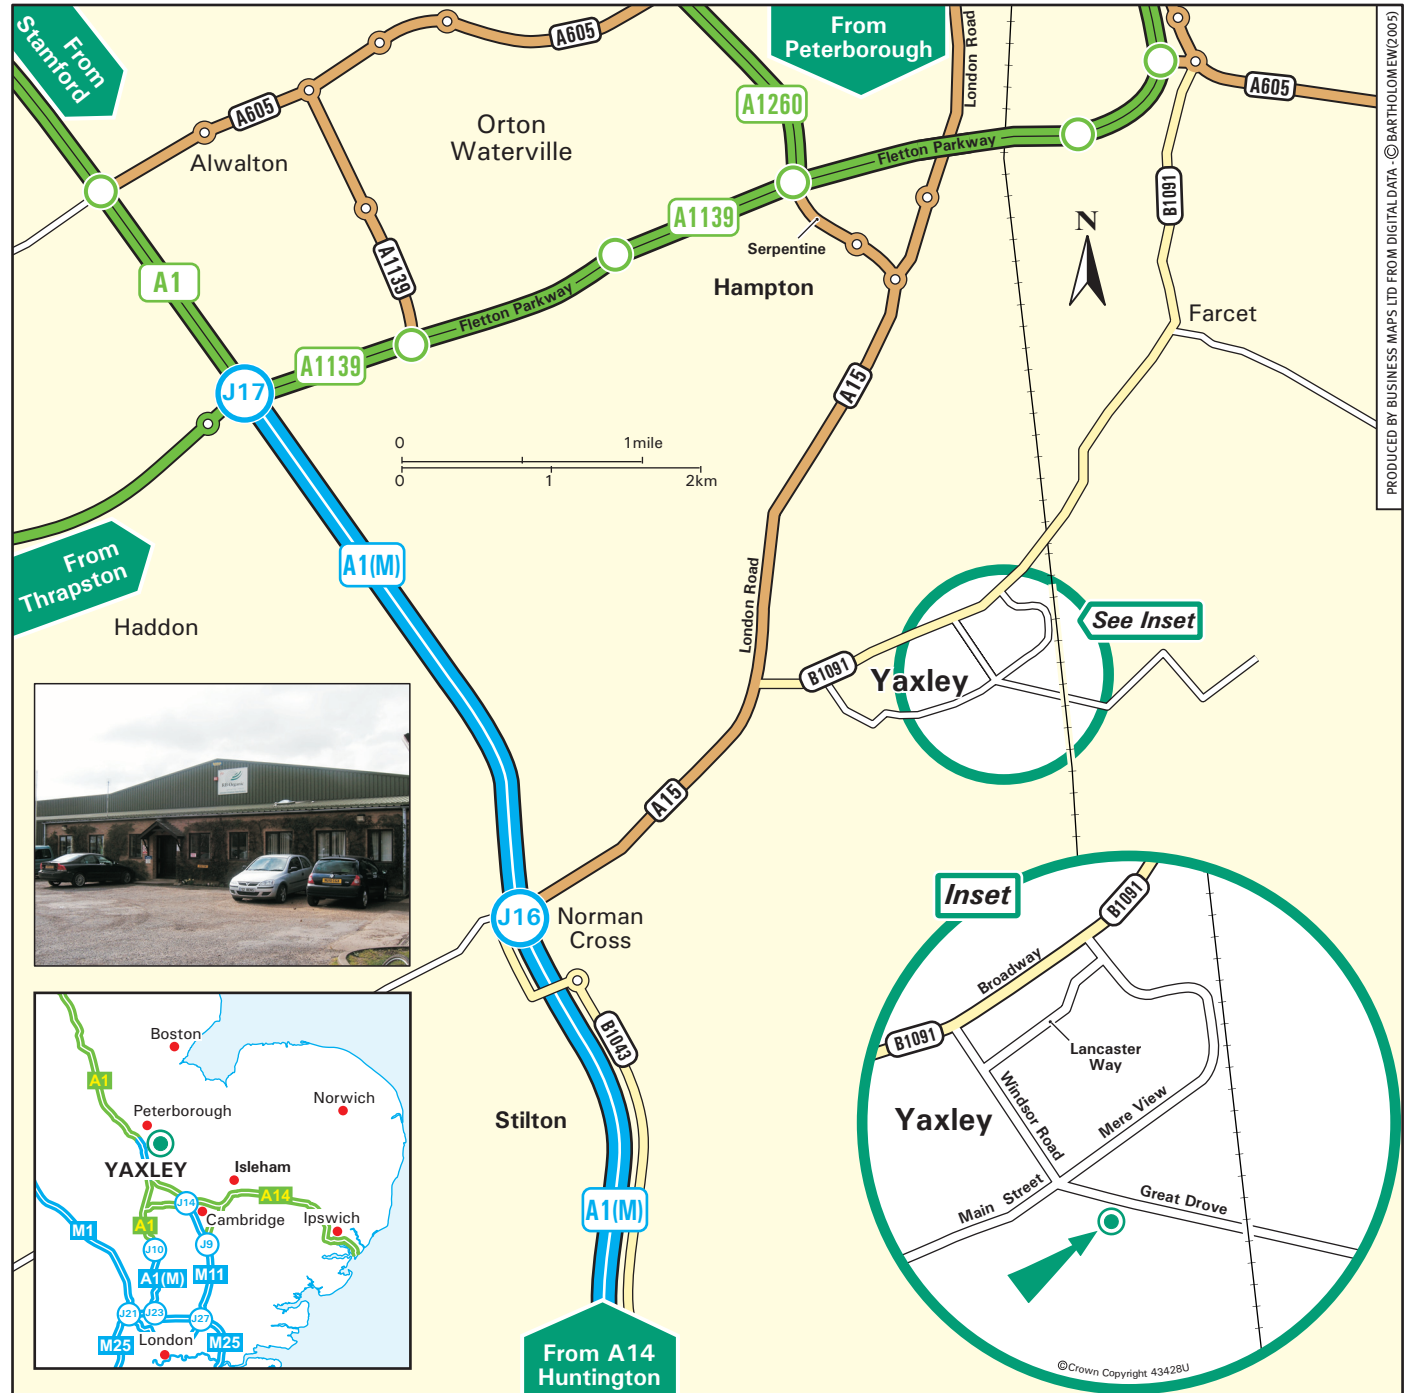 From
Stamford
From
Peterborough
PRODUCED BY BUSINESS MAPS LTD FROM DIGITAL DATA - © BARTHOLOMEW(2005)
A605
A605
A605
London Road
A1260
Orton
Waterville
Alwalton
Fletton Parkway
B1091
A1139
N
Serpentine
A1
A1139
Hampton
Fletton Parkway
Farcet
A1139
J17
A15
0
1mile
0
1
2km
A1(M)
From
Thrapston
Haddon
London Road
See Inset
B1091
Yaxley
A15
J16
Norman
Cross
B1043
Stilton
A1(M)
From A14
Huntington
Inset
B1091
Broadway
B1091
Lancaster
Way
Windsor Road
Mere View
Yaxley
Main Street
Great Drove
©Crown Copyright 43428U
Boston
A1
Peterborough
Norwich
YAXLEY
Isleham
A14
J14
Cambridge
Ipswich
M1
A1
J10
J9
A1(M)
M11
J21
J23
J27
M25
London
M25